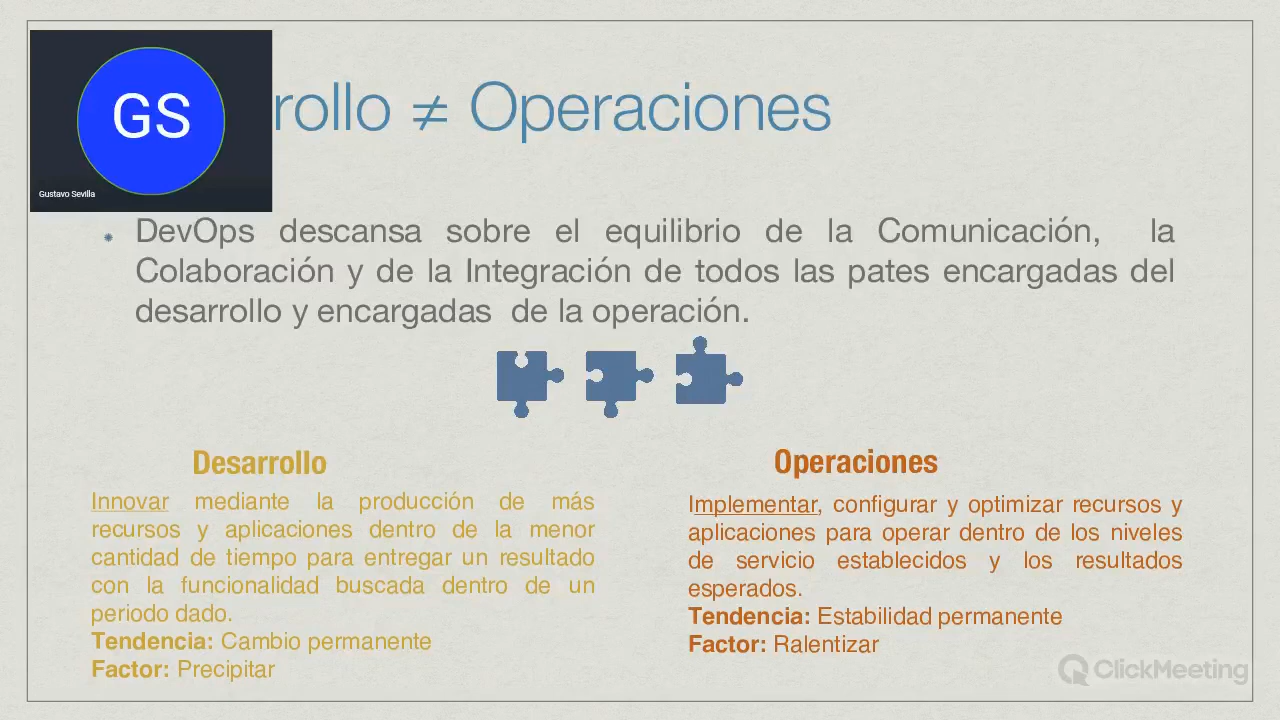 GS
Gustavo Sevilla
rollo ≠ Operaciones
DevOps descansa sobre el equilibrio de la Comunicación, la
Colaboración y de la Integración de todos las pates encargadas del
desarrollo y encargadas de la operación.
Desarrollo
Innovar mediante la producción de más
recursos y aplicaciones dentro de la menor
cantidad de tiempo para entregar un resultado
con la funcionalidad buscada dentro de un
periodo dado.
Tendencia: Cambio permanente
Factor: Precipitar
Operaciones
Implementar, configurar y optimizar recursos y
aplicaciones para operar dentro de los niveles
de servicio establecidos y los resultados
esperados.
Tendencia: Estabilidad permanente
Factor: Ralentizar
ClickMeeting